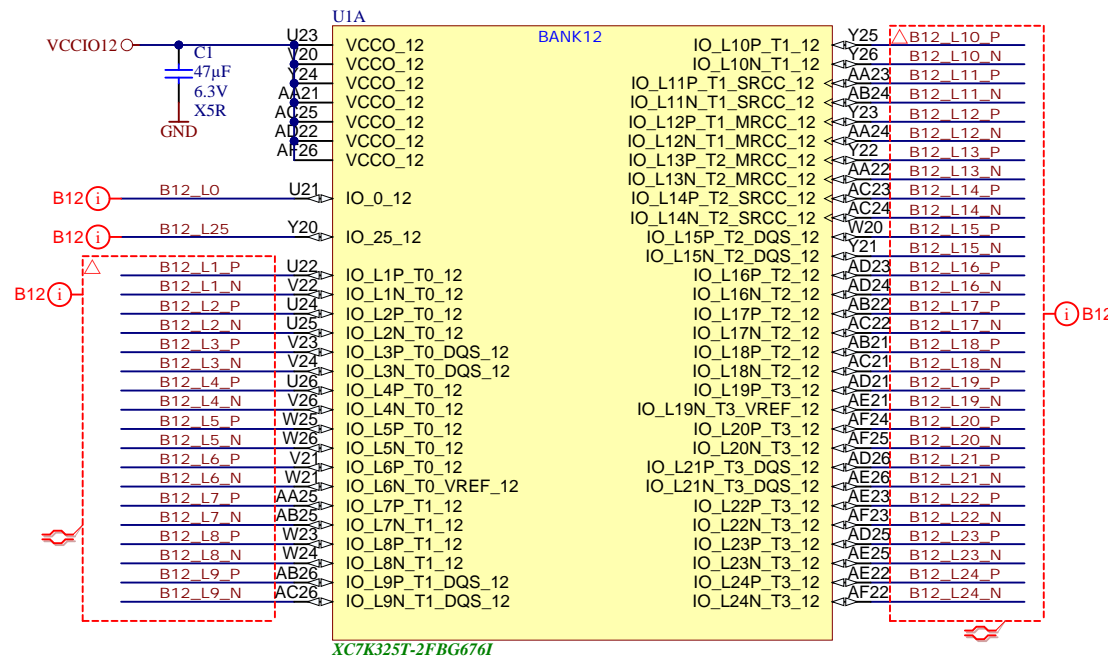 U1A
BANK12
VCCIO12
C1
47µF
6.3V
X5R
GND
U23 VCCO_12
V20 VCCO_12
Y24 VCCO_12
AA21 VCCO_12
AC25 VCCO_12
AD22 VCCO_12
AF26 VCCO_12
B12 i B12_L0 U21 IO_0_12
B12 i B12_L25 Y20 IO_25_12
B12 i
B12_L1_P U22 IO_L1P_T0_12
B12_L1_N V22 IO_L1N_T0_12
B12_L2_P U24 IO_L2P_T0_12
B12_L2_N U25 IO_L2N_T0_12
B12_L3_P V23 IO_L3P_T0_DQS_12
B12_L3_N V24 IO_L3N_T0_DQS_12
B12_L4_P U26 IO_L4P_T0_12
B12_L4_N V26 IO_L4N_T0_12
B12_L5_P W25 IO_L5P_T0_12
B12_L5_N W26 IO_L5N_T0_12
B12_L6_P V21 IO_L6P_T0_12
B12_L6_N W21 IO_L6N_T0_VREF_12
B12_L7_P AA25 IO_L7P_T1_12
B12_L7_N AB25 IO_L7N_T1_12
B12_L8_P W23 IO_L8P_T1_12
B12_L8_N W24 IO_L8N_T1_12
B12_L9_P AB26 IO_L9P_T1_DQS_12
B12_L9_N AC26 IO_L9N_T1_DQS_12
IO_L10P_T1_12 Y25 B12_L10_P
IO_L10N_T1_12 Y26 B12_L10_N
IO_L11P_T1_SRCC_12 AA23 B12_L11_P
IO_L11N_T1_SRCC_12 AB24 B12_L11_N
IO_L12P_T1_MRCC_12 Y23 B12_L12_P
IO_L12N_T1_MRCC_12 AA24 B12_L12_N
IO_L13P_T2_MRCC_12 Y22 B12_L13_P
IO_L13N_T2_MRCC_12 AA22 B12_L13_N
IO_L14P_T2_SRCC_12 AC23 B12_L14_P
IO_L14N_T2_SRCC_12 AC24 B12_L14_N
IO_L15P_T2_DQS_12 W20 B12_L15_P
IO_L15N_T2_DQS_12 Y21 B12_L15_N
IO_L16P_T2_12 AD23 B12_L16_P
IO_L16N_T2_12 AD24 B12_L16_N
IO_L17P_T2_12 AB22 B12_L17_P
IO_L17N_T2_12 AC22 B12_L17_N
IO_L18P_T2_12 AB21 B12_L18_P
IO_L18N_T2_12 AC21 B12_L18_N
IO_L19P_T3_12 AD21 B12_L19_P
IO_L19N_T3_VREF_12 AE21 B12_L19_N
IO_L20P_T3_12 AF24 B12_L20_P
IO_L20N_T3_12 AF25 B12_L20_N
IO_L21P_T3_DQS_12 AD26 B12_L21_P
IO_L21N_T3_DQS_12 AE26 B12_L21_N
IO_L22P_T3_12 AE23 B12_L22_P
IO_L22N_T3_12 AF23 B12_L22_N
IO_L23P_T3_12 AD25 B12_L23_P
IO_L23N_T3_12 AE25 B12_L23_N
IO_L24P_T3_12 AE22 B12_L24_P
IO_L24N_T3_12 AF22 B12_L24_N
i B12
XC7K325T-2FBG676I